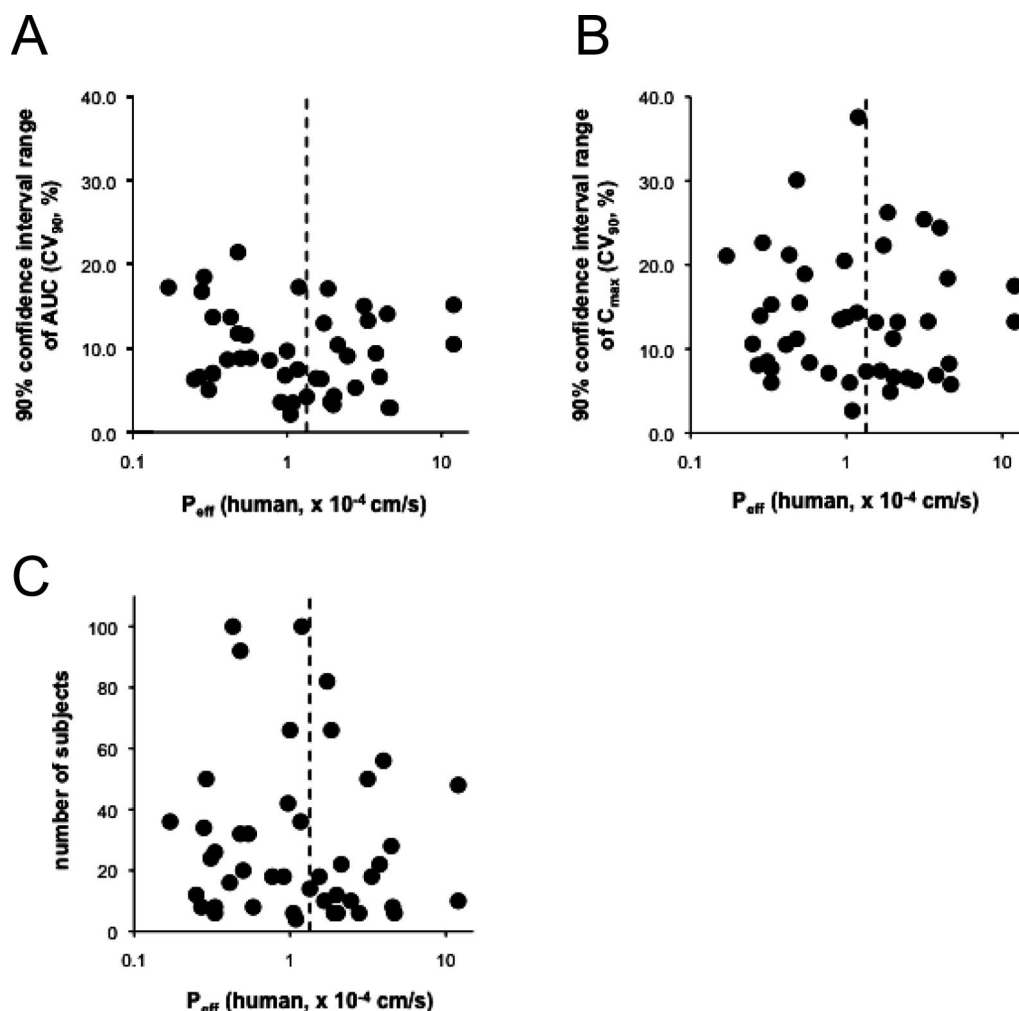 A
90% confidence interval range
of AUC (CV90, %)
40.0
30.0
20.0
10.0
0.0
0.1
1
10
Peff (human, x 10-4 cm/s)
B
90% confidence interval range
of Cmax (CV90, %)
40.0
30.0
20.0
10.0
0.0
0.1
1
10
Peff (human, x 10-4 cm/s)
C
number of subjects
100
80
60
40
20
0
0.1
1
10
Peff (human, x 10-4 cm/s)